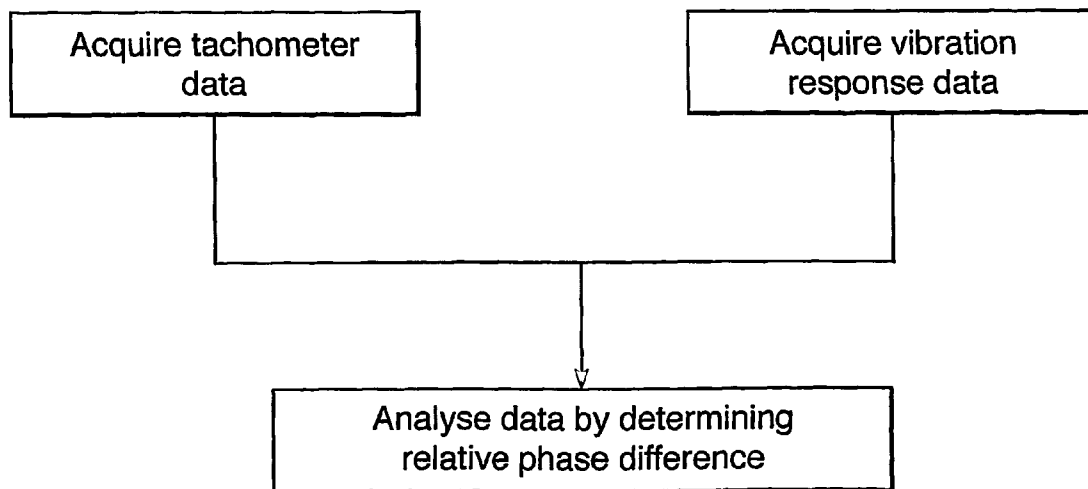 Acquire tachometer
data
Acquire vibration
response data
Analyse data by determining
relative phase difference